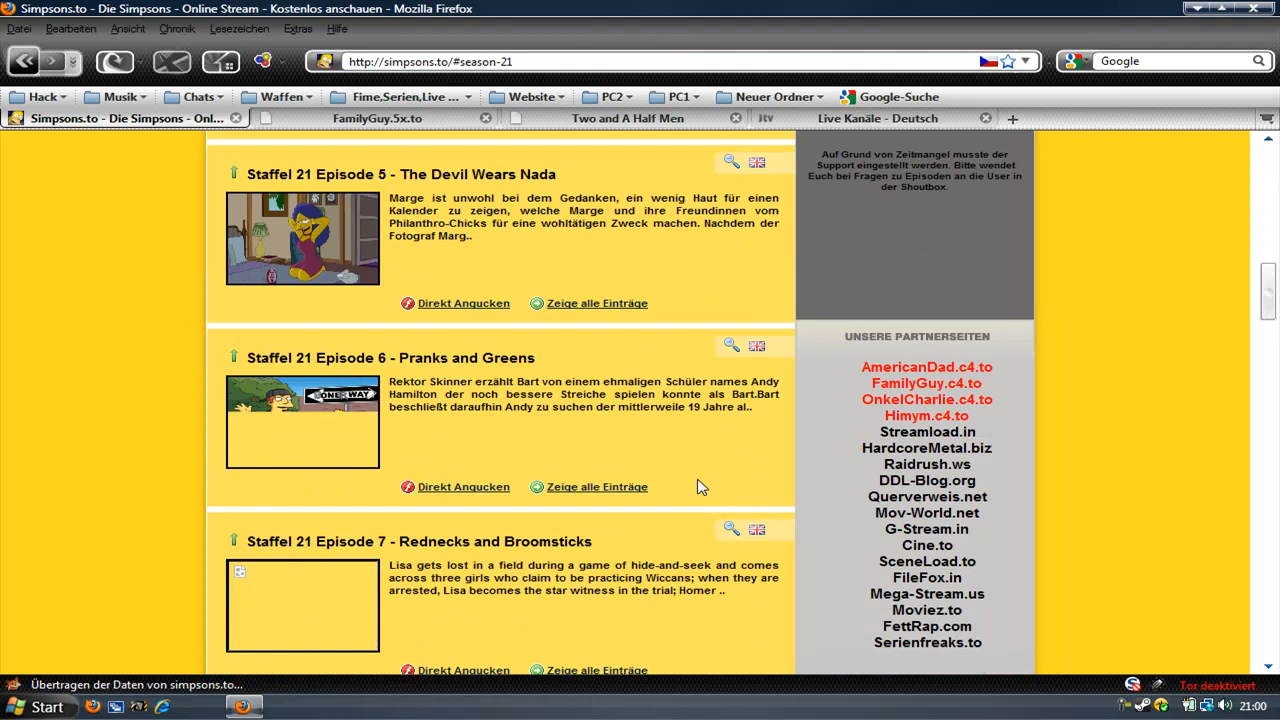 Simpsons.to - Die Simpsons - Online Stream - Kostenlos anschauen - Mozilla Firefox
Datei Bearbeiten Ansicht Chronik Lesezeichen Extras Hilfe
http://simpsons.to/#season-21
Google
Hack Musik Chats Waffen Fime,Serien,Live ... Website PC2 PC1 Neuer Ordner Google-Suche
Simpsons.to - Die Simpsons - Onl...
FamilyGuy.5x.to
Two and A Half Men
jtv Live Kanäle - Deutsch
Staffel 21 Episode 5 - The Devil Wears Nada
Marge ist unwohl bei dem Gedanken, ein wenig Haut für einen
Kalender zu zeigen, welche Marge und ihre Freundinnen vom
Philanthro-Chicks für eine wohltätigen Zweck machen. Nachdem der
Fotograf Marg..
Direkt Angucken Zeige alle Einträge
Staffel 21 Episode 6 - Pranks and Greens
ONE WAY
Rektor Skinner erzählt Bart von einem ehmaligen Schüler names Andy
Hamilton der noch bessere Streiche spielen konnte als Bart.Bart
beschließt daraufhin Andy zu suchen der mittlerweile 19 Jahre al..
Direkt Angucken Zeige alle Einträge
Staffel 21 Episode 7 - Rednecks and Broomsticks
Lisa gets lost in a field during a game of hide-and-seek and comes
across three girls who claim to be practicing Wiccans; when they are
arrested, Lisa becomes the star witness in the trial; Homer ..
Direkt Angucken Zeige alle Einträge
Auf Grund von Zeitmangel musste der
Support eingestellt werden. Bitte wendet
Euch bei Fragen zu Episoden an die User in
der Shoutbox.
UNSERE PARTNERSEITEN
AmericanDad.c4.to
FamilyGuy.c4.to
OnkelCharlie.c4.to
Himym.c4.to
Streamload.in
HardcoreMetal.biz
Raidrush.ws
DDL-Blog.org
Querverweis.net
Mov-World.net
G-Stream.in
Cine.to
SceneLoad.to
FileFox.in
Mega-Stream.us
Moviez.to
FettRap.com
Serienfreaks.to
Übertragen der Daten von simpsons.to...
Tor deaktiviert
Start
21:00